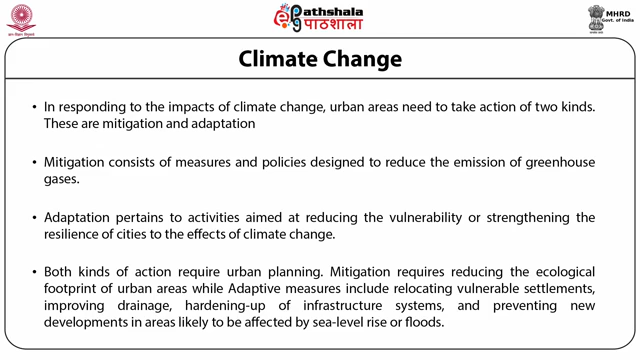 ePathshala
पाठशाला
MHRD
Govt. of India
Climate Change
• In responding to the impacts of climate change, urban areas need to take action of two kinds.
These are mitigation and adaptation
• Mitigation consists of measures and policies designed to reduce the emission of greenhouse
gases.
• Adaptation pertains to activities aimed at reducing the vulnerability or strengthening the
resilience of cities to the effects of climate change.
• Both kinds of action require urban planning. Mitigation requires reducing the ecological
footprint of urban areas while Adaptive measures include relocating vulnerable settlements,
improving drainage, hardening-up of infrastructure systems, and preventing new
developments in areas likely to be affected by sea-level rise or floods.